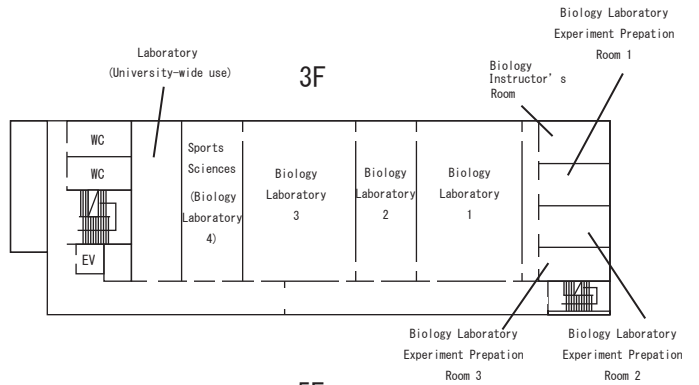 Biology Laboratory
Experiment Prepation
Room 1
Laboratory
(University-wide use)
3F
Biology
Instructor's
Room
WC
WC
EV
Sports
Sciences
(Biology
Laboratory
4)
Biology
Laboratory
3
Biology
Laboratory
2
Biology
Laboratory
1
Biology Laboratory
Experiment Prepation
Room 3
Biology Laboratory
Experiment Prepation
Room 2